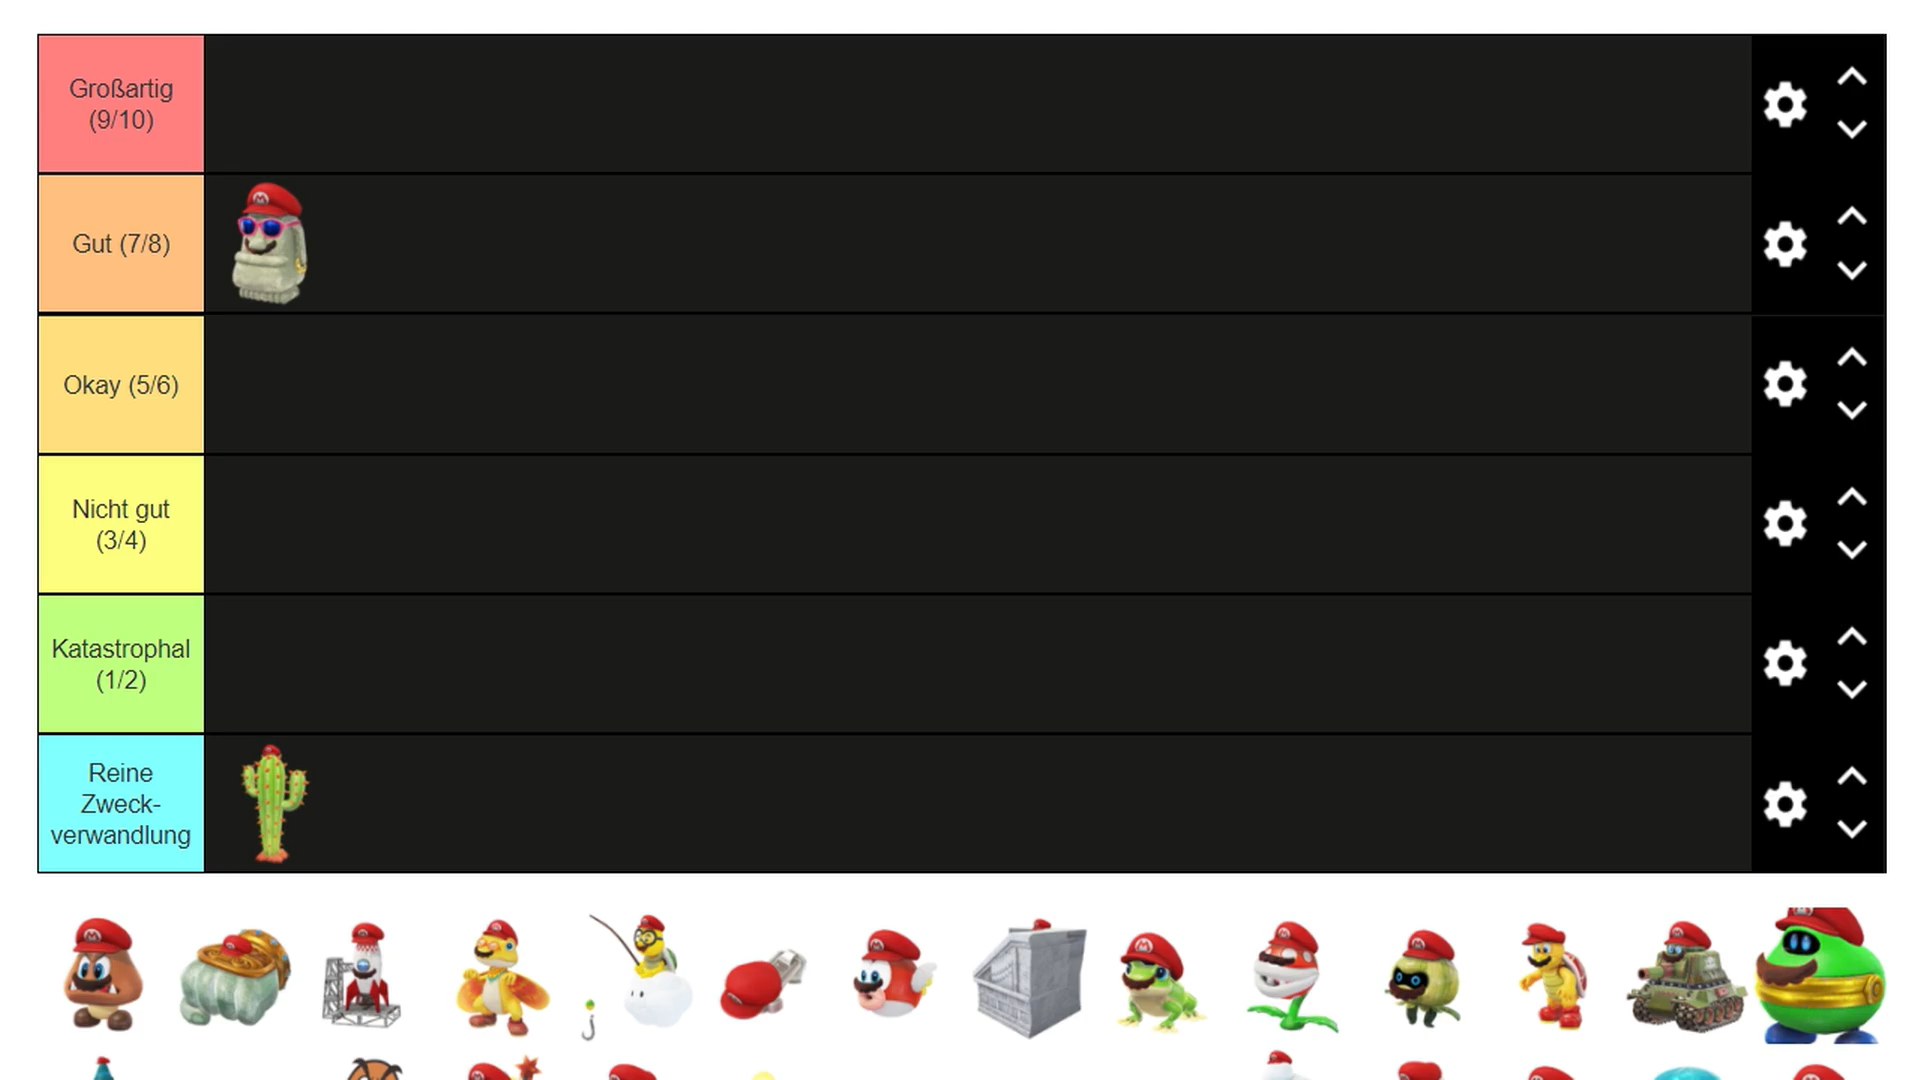 Großartig
(9/10)
Gut (7/8)
Okay (5/6)
Nicht gut
(3/4)
Katastrophal
(1/2)
Reine
Zweck-
verwandlung